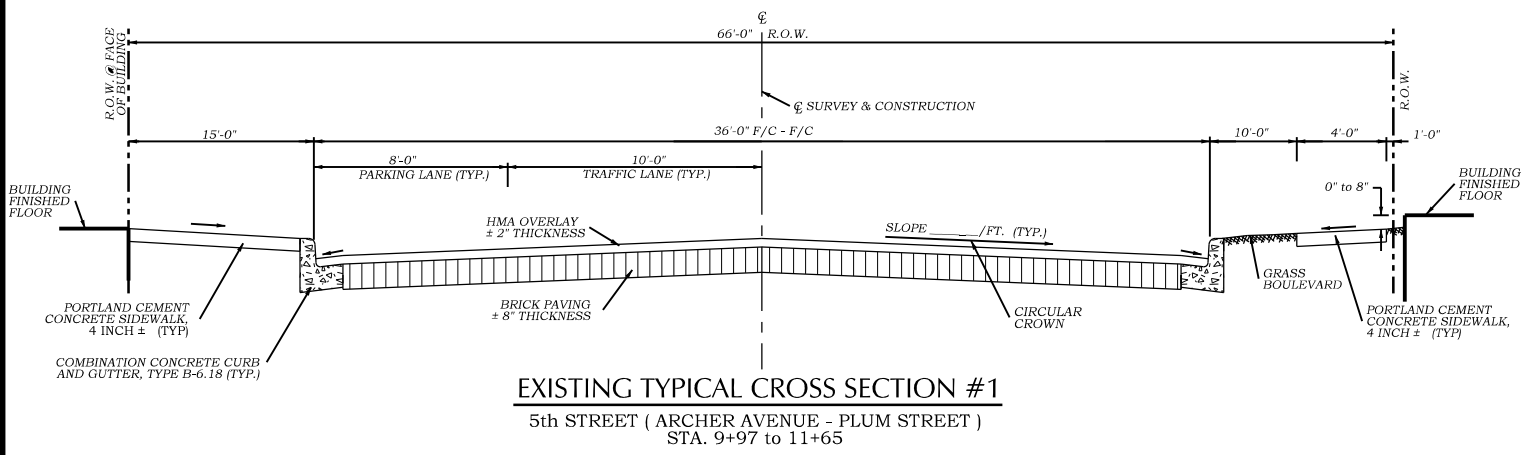 ℄
66'-0" R.O.W.
R.O.W. @ FACE
OF BUILDING
R.O.W.
℄ SURVEY & CONSTRUCTION
15'-0"
36'-0" F/C - F/C
10'-0"
4'-0"
1'-0"
8'-0"
PARKING LANE (TYP.)
10'-0"
TRAFFIC LANE (TYP.)
BUILDING
FINISHED
FLOOR
0" to 8"
BUILDING
FINISHED
FLOOR
HMA OVERLAY
± 2" THICKNESS
SLOPE ______/FT. (TYP.)
GRASS
BOULEVARD
BRICK PAVING
± 8" THICKNESS
CIRCULAR
CROWN
PORTLAND CEMENT
CONCRETE SIDEWALK,
4 INCH ± (TYP)
PORTLAND CEMENT
CONCRETE SIDEWALK,
4 INCH ± (TYP)
COMBINATION CONCRETE CURB
AND GUTTER, TYPE B-6.18 (TYP.)
EXISTING TYPICAL CROSS SECTION #1
5th STREET ( ARCHER AVENUE - PLUM STREET )
STA. 9+97 to 11+65